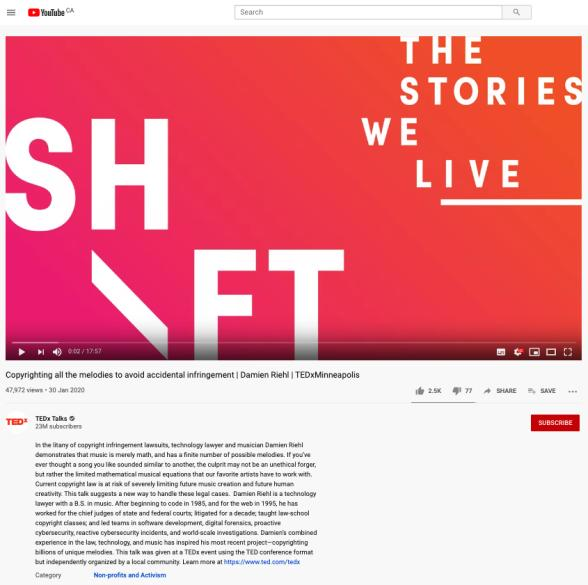 YouTube CA
Search
THE
STORIES
WE
LIVE
SH
FT
0:02 / 17:57
Copyrighting all the melodies to avoid accidental infringement | Damien Riehl | TEDxMinneapolis
47,972 views • 30 Jan 2020
2.5K 77 SHARE SAVE
TEDx TEDx Talks
23M subscribers
SUBSCRIBE
In the litany of copyright infringement lawsuits, technology lawyer and musician Damien Riehl
demonstrates that music is merely math, and has a finite number of possible melodies. If you've
ever thought a song you like sounded similar to another, the culprit may not be an unethical forger,
but rather the limited mathematical musical equations that our favorite artists have to work with.
Current copyright law is at risk of severely limiting future music creation and future human
creativity. This talk suggests a new way to handle these legal cases. Damien Riehl is a technology
lawyer with a B.S. in music. After beginning to code in 1985, and for the web in 1995, he has
worked for the chief judges of state and federal courts; litigated for a decade; taught law-school
copyright classes; and led teams in software development, digital forensics, proactive
cybersecurity, reactive cybersecurity incidents, and world-scale investigations. Damien's combined
experience in the law, technology, and music has inspired his most recent project—copyrighting
billions of unique melodies. This talk was given at a TEDx event using the TED conference format
but independently organized by a local community. Learn more at https://www.ted.com/tedx
Category Non-profits and Activism